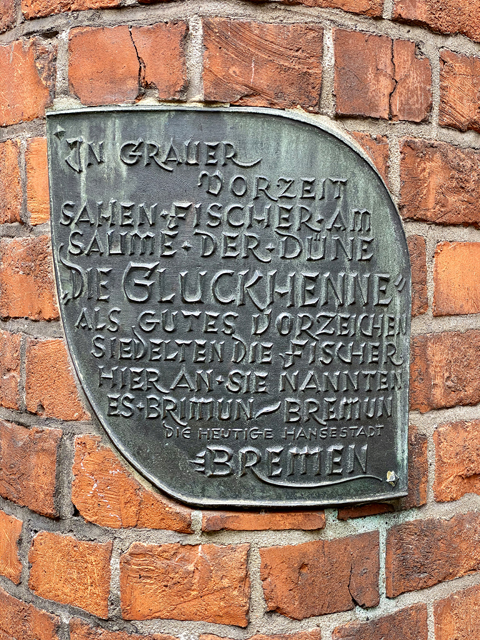 IN GRAUER
VORZEIT
SAHEN·FISCHER·AM
SAUME·DER·DÜNE
„DIE GLUCKHENNE"
ALS GUTES VORZEICHEN
SIEDELTEN DIE FISCHER
HIER AN·SIE NANNTEN
ES·BRIMUN~BREMUN
DIE HEUTIGE HANSESTADT
BREMEN